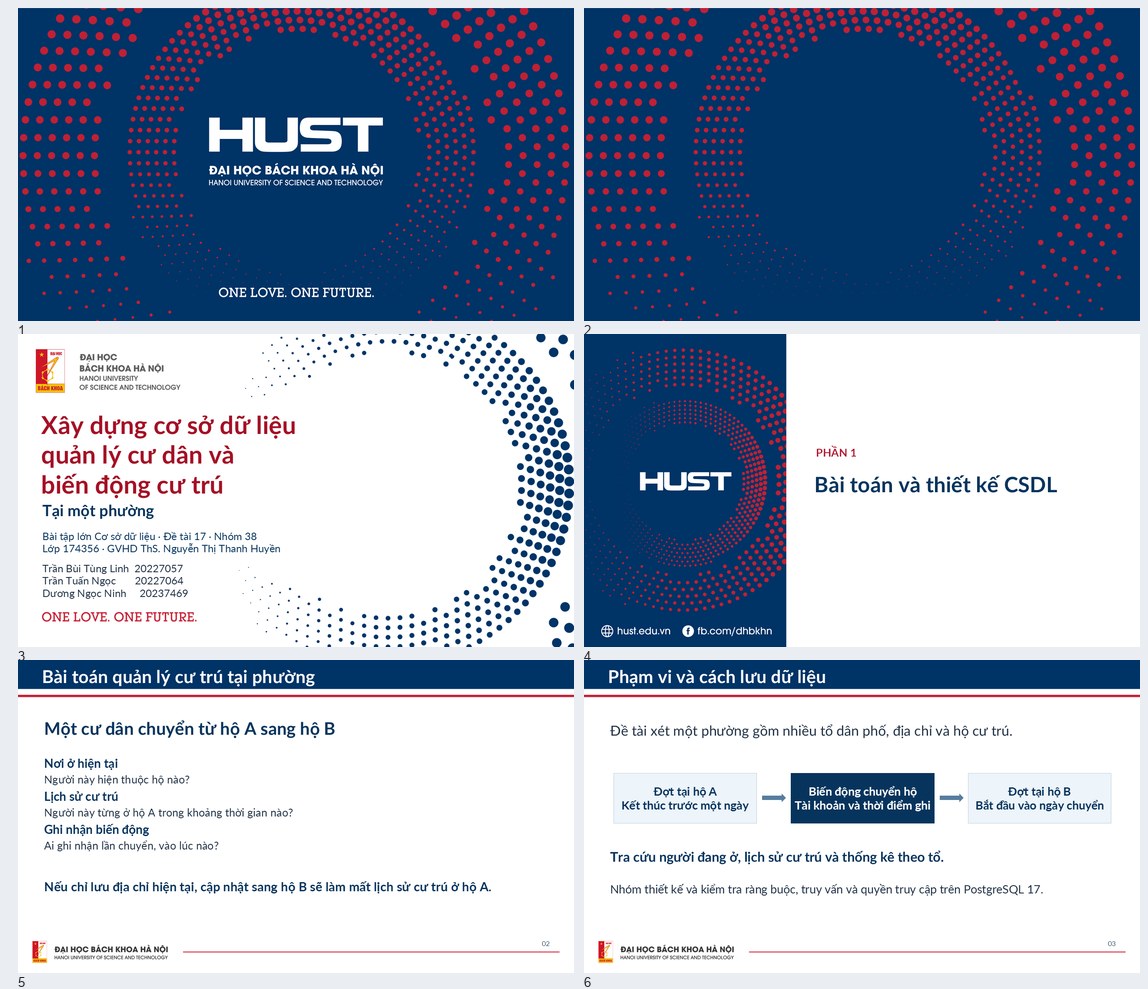 HUST
ĐẠI HỌC BÁCH KHOA HÀ NỘI
HANOI UNIVERSITY OF SCIENCE AND TECHNOLOGY
ONE LOVE. ONE FUTURE.
1
2
ĐẠI HỌC
BÁCH KHOA
ĐẠI HỌC
BÁCH KHOA HÀ NỘI
HANOI UNIVERSITY
OF SCIENCE AND TECHNOLOGY
Xây dựng cơ sở dữ liệu
quản lý cư dân và
biến động cư trú
Tại một phường
Bài tập lớn Cơ sở dữ liệu · Đề tài 17 · Nhóm 38
Lớp 174356 · GVHD ThS. Nguyễn Thị Thanh Huyền
Trần Bùi Tùng Linh 20227057
Trần Tuấn Ngọc 20227064
Dương Ngọc Ninh 20237469
ONE LOVE. ONE FUTURE.
3
HUST
hust.edu.vn fb.com/dhbkhn
PHẦN 1
Bài toán và thiết kế CSDL
4
Bài toán quản lý cư trú tại phường
Một cư dân chuyển từ hộ A sang hộ B
Nơi ở hiện tại
Người này hiện thuộc hộ nào?
Lịch sử cư trú
Người này từng ở hộ A trong khoảng thời gian nào?
Ghi nhận biến động
Ai ghi nhận lần chuyển, vào lúc nào?
Nếu chỉ lưu địa chỉ hiện tại, cập nhật sang hộ B sẽ làm mất lịch sử cư trú ở hộ A.
02
ĐẠI HỌC BÁCH KHOA HÀ NỘI
HANOI UNIVERSITY OF SCIENCE AND TECHNOLOGY
5
Phạm vi và cách lưu dữ liệu
Đề tài xét một phường gồm nhiều tổ dân phố, địa chỉ và hộ cư trú.
Đợt tại hộ A
Kết thúc trước một ngày
Biến động chuyển hộ
Tài khoản và thời điểm ghi
Đợt tại hộ B
Bắt đầu vào ngày chuyển
Tra cứu người đang ở, lịch sử cư trú và thống kê theo tổ.
Nhóm thiết kế và kiểm tra ràng buộc, truy vấn và quyền truy cập trên PostgreSQL 17.
03
ĐẠI HỌC BÁCH KHOA HÀ NỘI
HANOI UNIVERSITY OF SCIENCE AND TECHNOLOGY
6